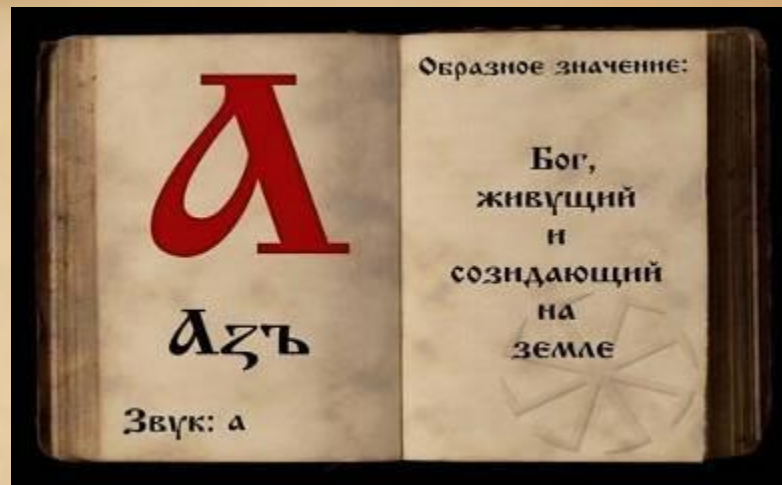 А
Азъ
Звук: а
Образное значение:
Бог,
живущий
и
созидающий
на
земле